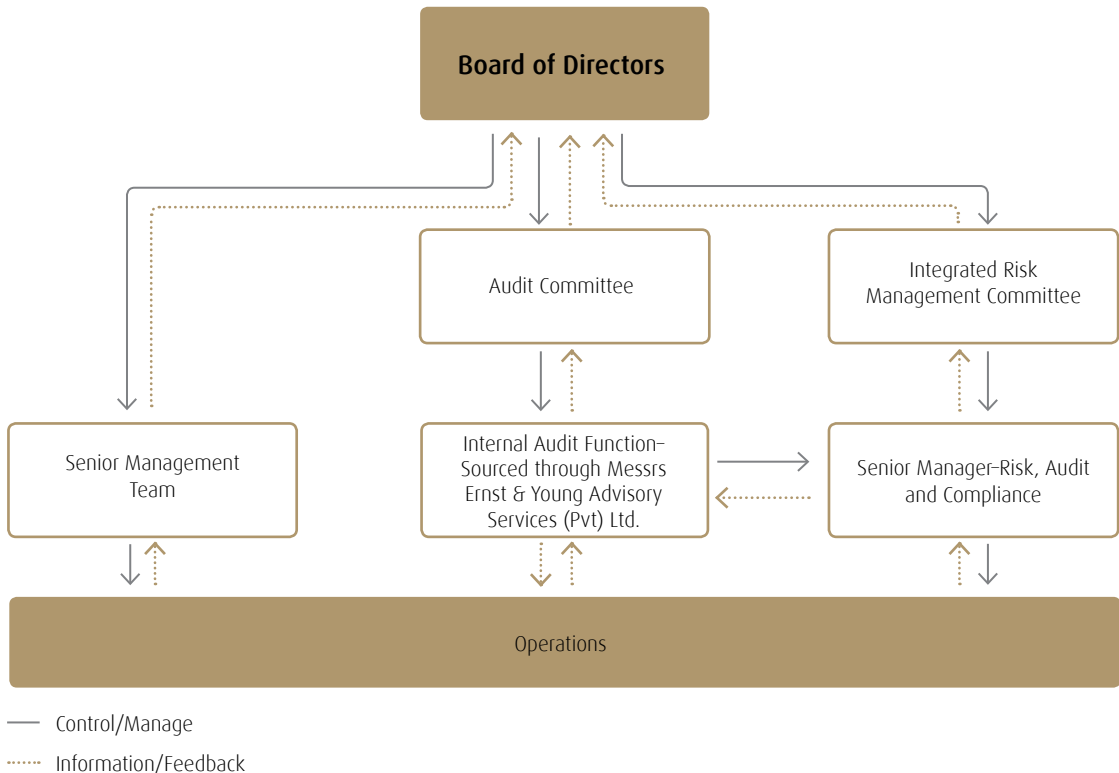 Board of Directors
Audit Committee
Integrated Risk
Management Committee
Senior Management
Team
Internal Audit Function–
Sourced through Messrs
Ernst & Young Advisory
Services (Pvt) Ltd.
Senior Manager–Risk, Audit
and Compliance
Operations
Control/Manage
Information/Feedback